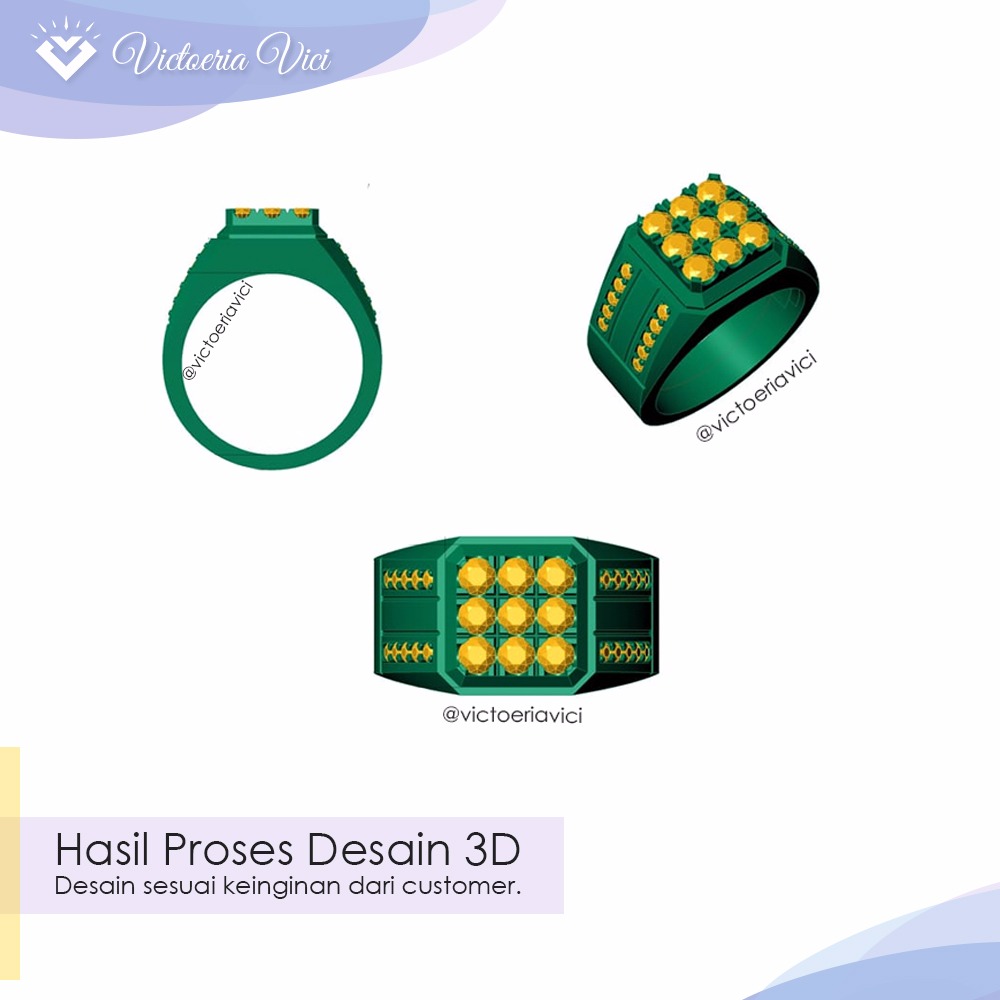 Victoeria Vici
@victoeriavici
@victoeriavici
@victoeriavici
Hasil Proses Desain 3D
Desain sesuai keinginan dari customer.